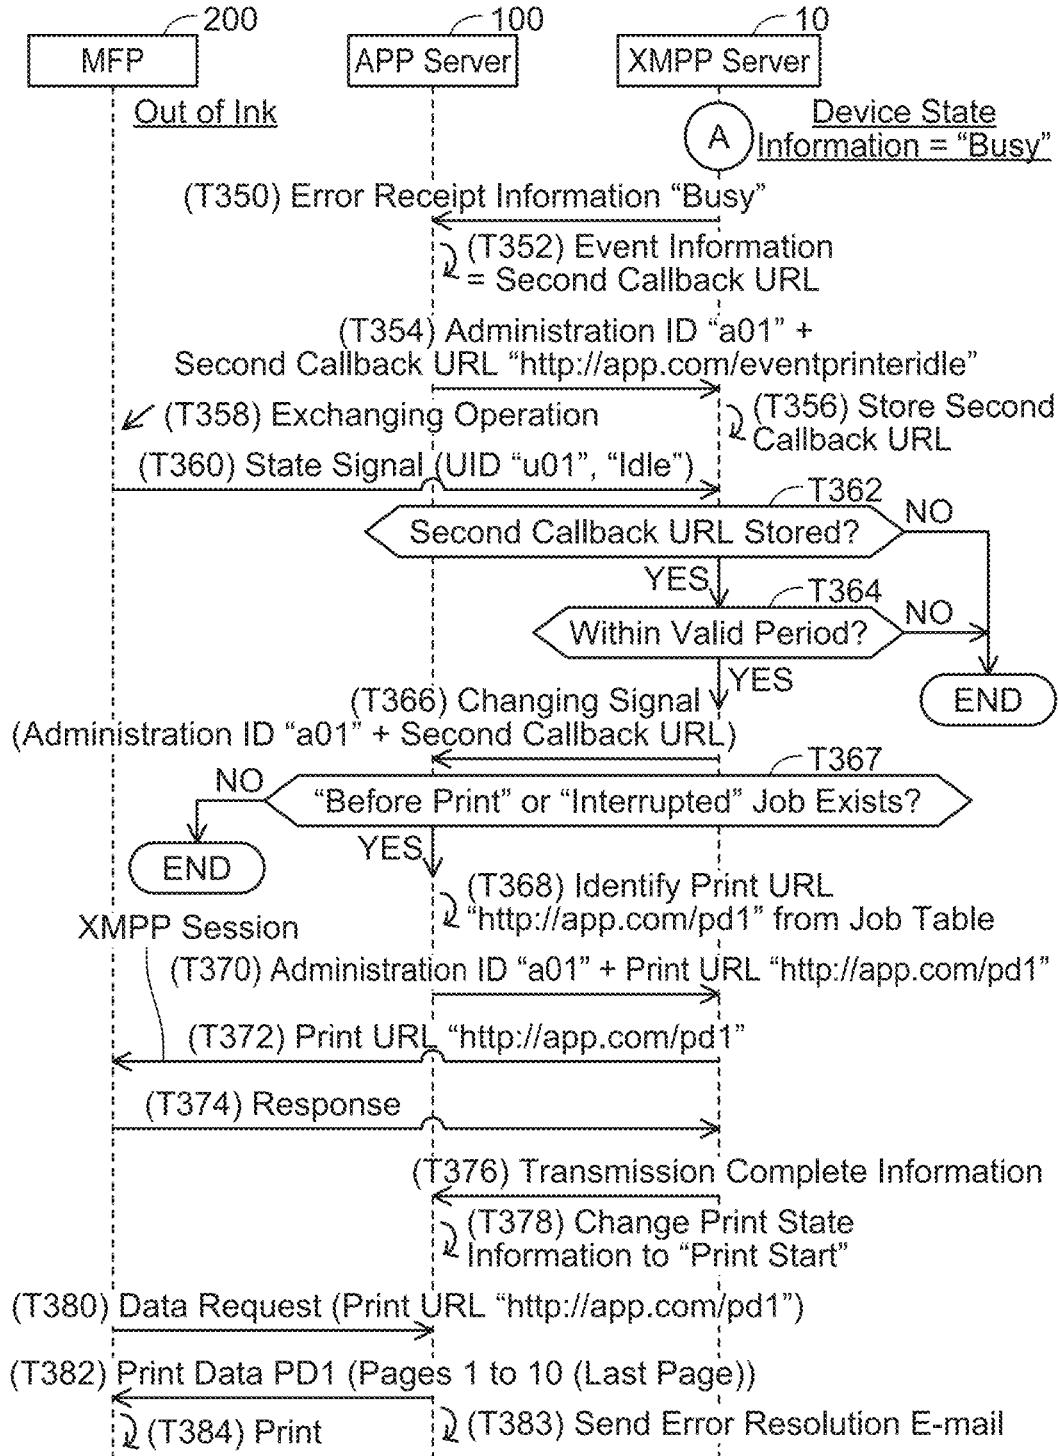 200
100
10
MFP
APP Server
XMPP Server
Out of Ink
A
Device State
Information = “Busy”
(T350) Error Receipt Information “Busy”
(T352) Event Information
= Second Callback URL
(T354) Administration ID “a01” +
Second Callback URL “http://app.com/eventprinteridle”
(T358) Exchanging Operation
(T356) Store Second
Callback URL
(T360) State Signal (UID “u01”, “Idle”)
T362
Second Callback URL Stored?
NO
YES
T364
Within Valid Period?
NO
YES
END
(T366) Changing Signal
(Administration ID “a01” + Second Callback URL)
T367
NO
“Before Print” or “Interrupted” Job Exists?
YES
END
(T368) Identify Print URL
“http://app.com/pd1” from Job Table
XMPP Session
(T370) Administration ID “a01” + Print URL “http://app.com/pd1”
(T372) Print URL “http://app.com/pd1”
(T374) Response
(T376) Transmission Complete Information
(T378) Change Print State
Information to “Print Start”
(T380) Data Request (Print URL “http://app.com/pd1”)
(T382) Print Data PD1 (Pages 1 to 10 (Last Page))
(T384) Print
(T383) Send Error Resolution E-mail